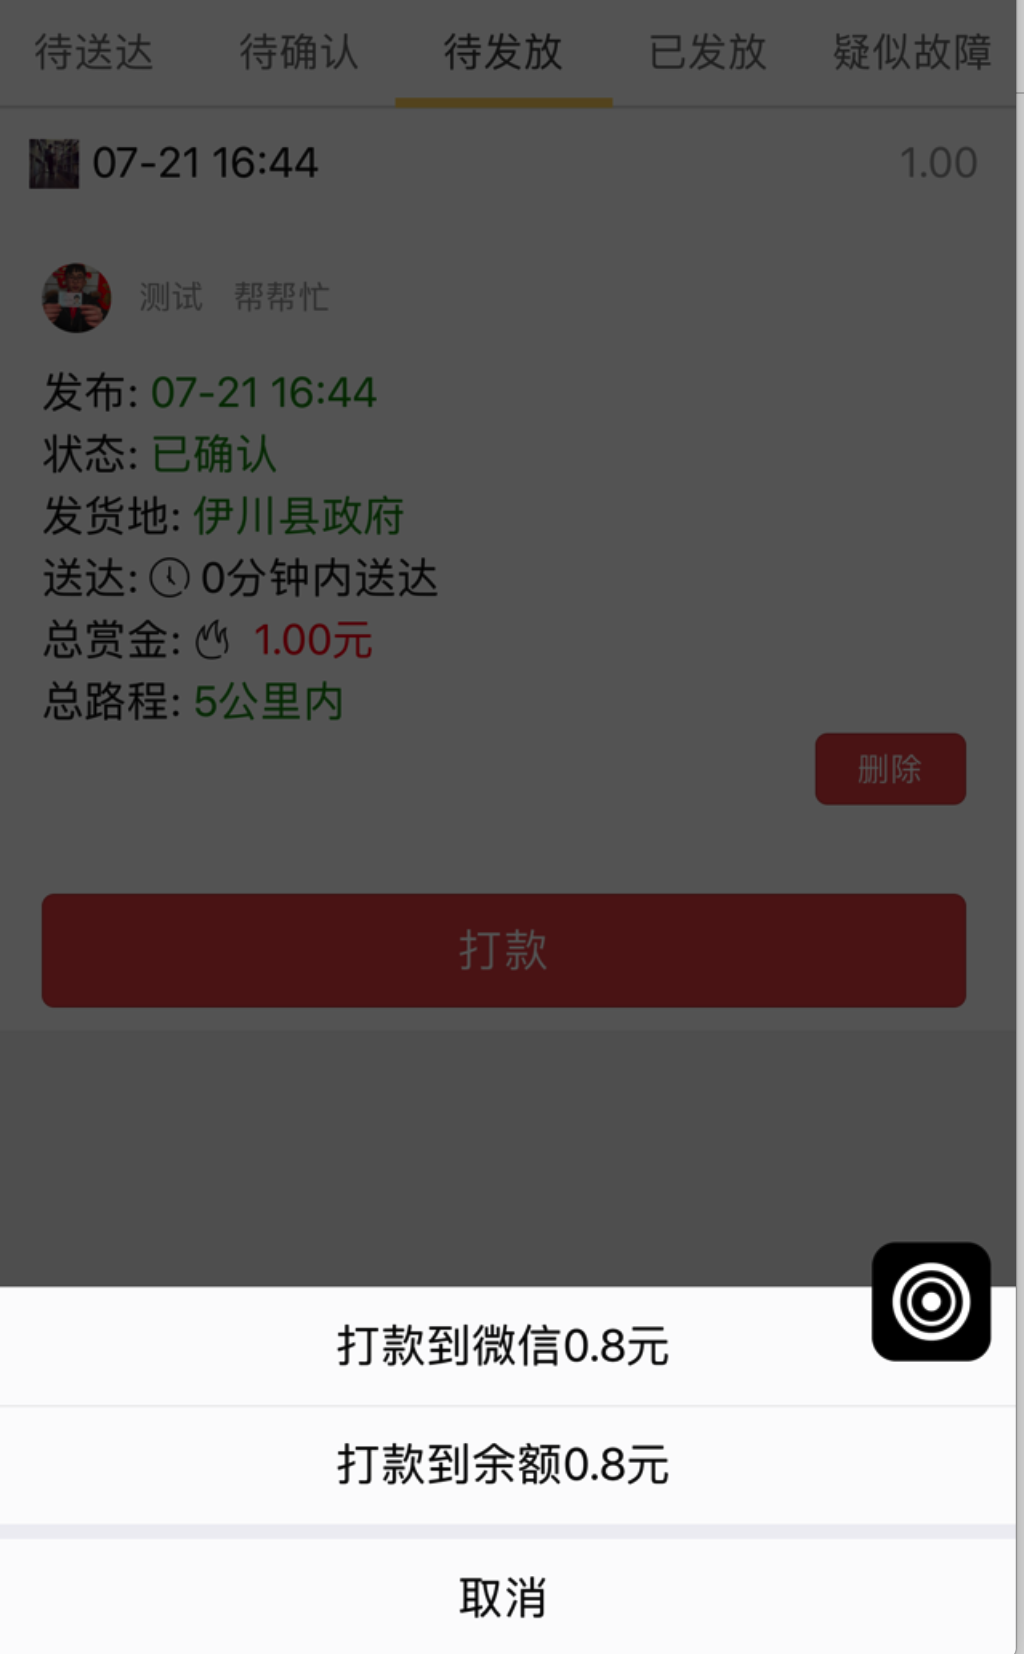 待送达 待确认 待发放 已发放 疑似故障
07-21 16:44 1.00
测试 帮帮忙
发布: 07-21 16:44
状态: 已确认
发货地: 伊川县政府
送达: 0分钟内送达
总赏金: 1.00元
总路程: 5公里内
删除
打款
打款到微信0.8元
打款到余额0.8元
取消